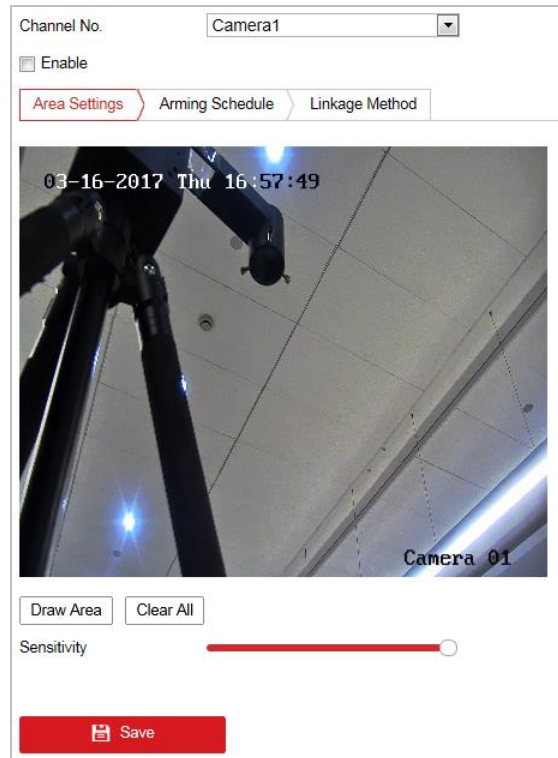 Channel No. Camera1
Enable
Area Settings Arming Schedule Linkage Method
03-16-2017 Thu 16:57:49
Camera 01
Draw Area Clear All
Sensitivity
Save